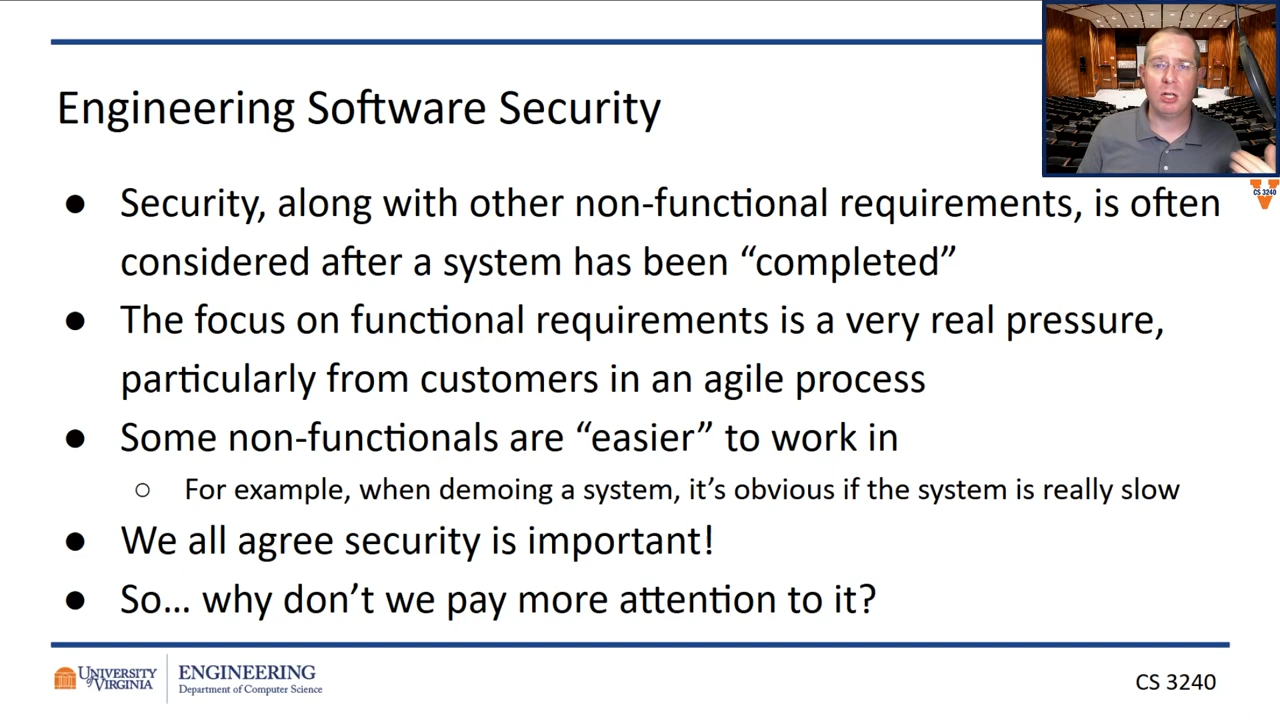 Engineering Software Security
● Security, along with other non-functional requirements, is often
considered after a system has been “completed”
● The focus on functional requirements is a very real pressure,
particularly from customers in an agile process
● Some non-functionals are “easier” to work in
○ For example, when demoing a system, it’s obvious if the system is really slow
● We all agree security is important!
● So… why don’t we pay more attention to it?
CS 3240
UNIVERSITY
of VIRGINIA
ENGINEERING
Department of Computer Science
CS 3240